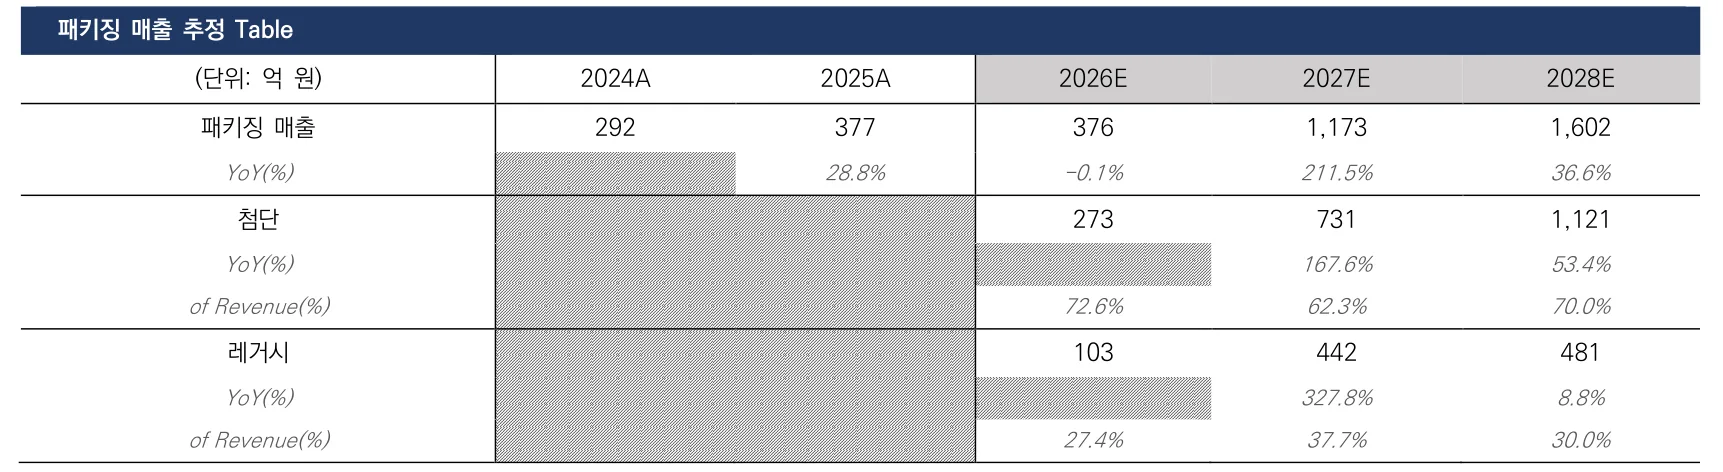 패키징 매출 추정 Table
(단위: 억 원) 2024A 2025A 2026E 2027E 2028E
패키징 매출 292 377 376 1,173 1,602
YoY(%) 28.8% -0.1% 211.5% 36.6%
첨단 273 731 1,121
YoY(%) 167.6% 53.4%
of Revenue(%) 72.6% 62.3% 70.0%
레거시 103 442 481
YoY(%) 327.8% 8.8%
of Revenue(%) 27.4% 37.7% 30.0%